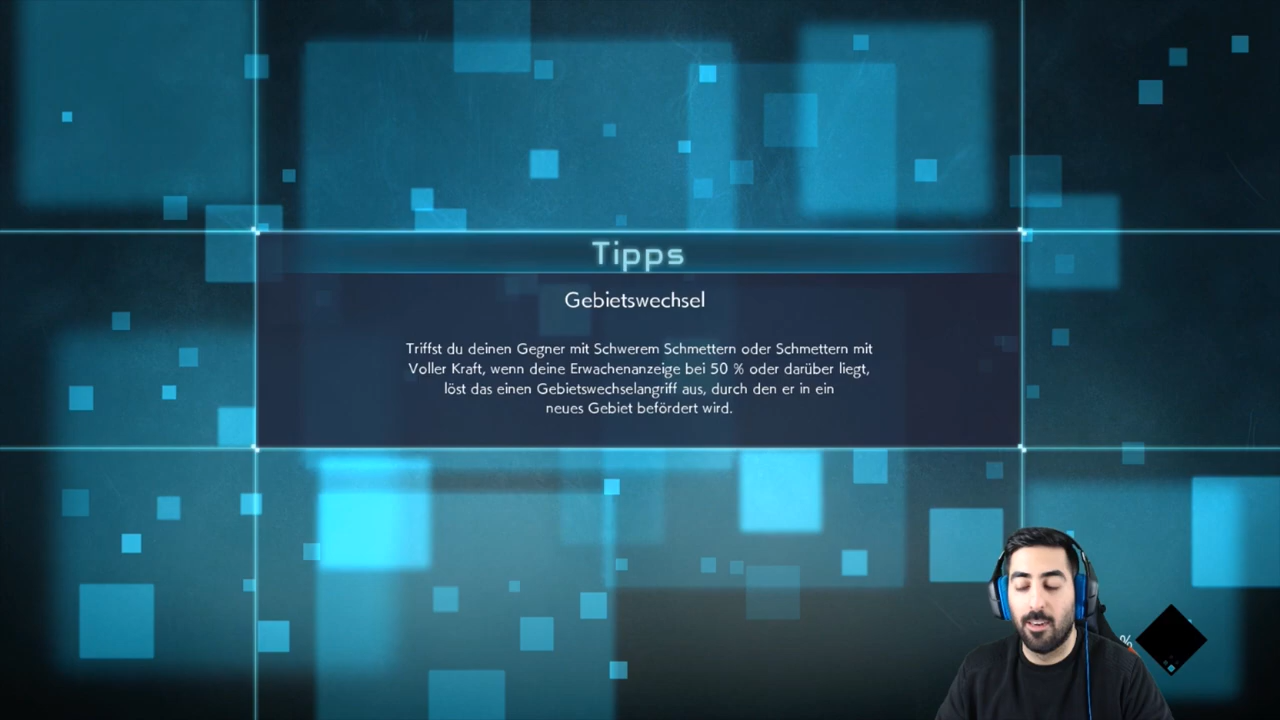 Tipps
Gebietswechsel
Triffst du deinen Gegner mit Schwerem Schmettern oder Schmettern mit
Voller Kraft, wenn deine Erwachenanzeige bei 50 % oder darüber liegt,
löst das einen Gebietswechselangriff aus, durch den er in ein
neues Gebiet befördert wird.
%